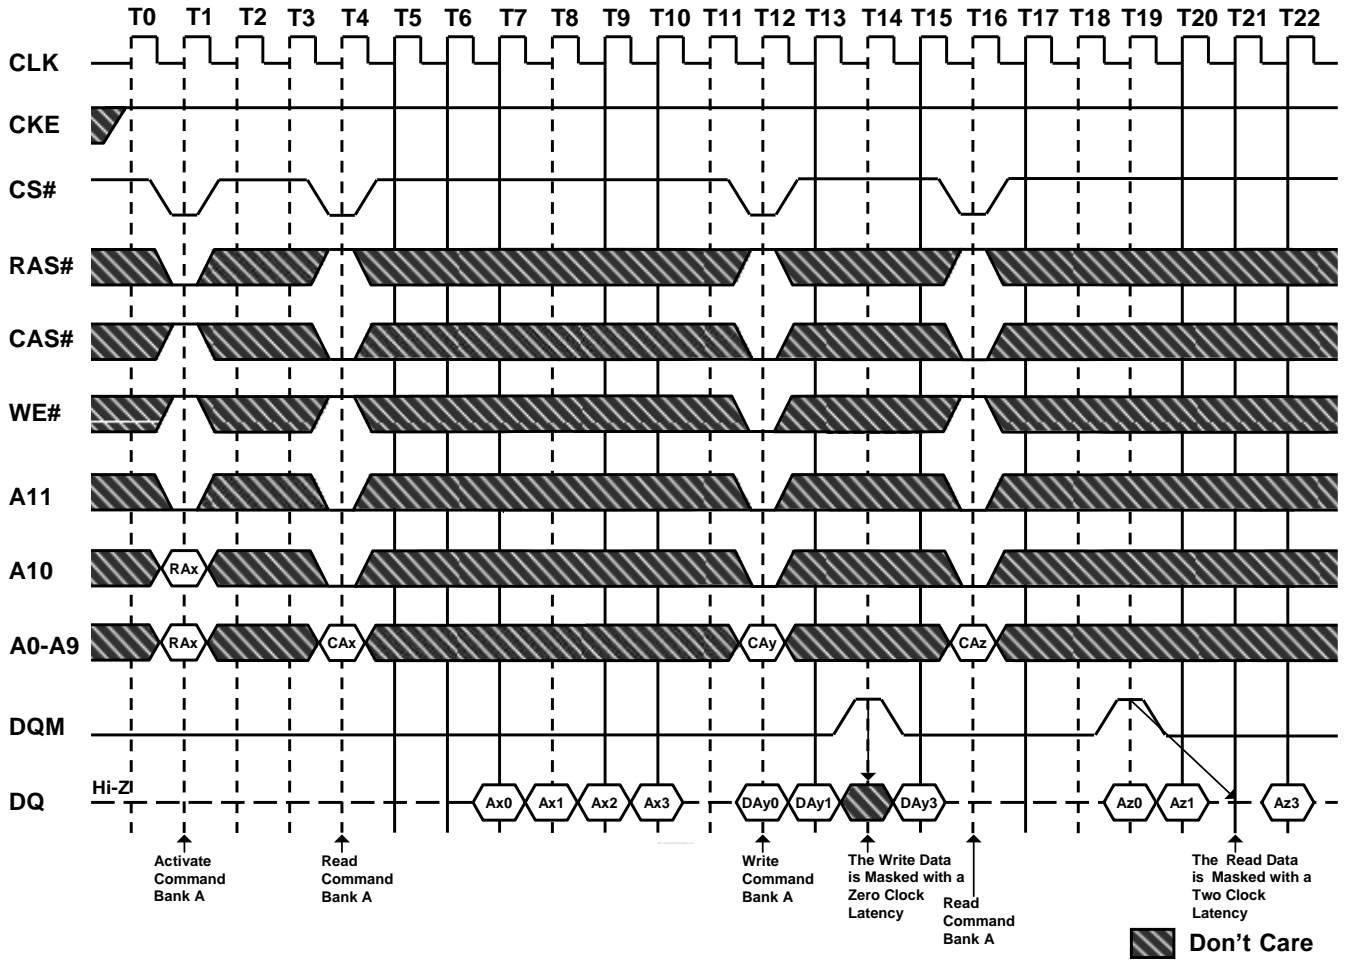 T0 T1 T2 T3 T4 T5 T6 T7 T8 T9 T10 T11 T12 T13 T14 T15 T16 T17 T18 T19 T20 T21 T22
CLK
CKE
CS#
RAS#
CAS#
WE#
A11
A10 RAx
A0-A9 RAx CAx CAy CAz
DQM
Hi-Z
DQ Ax0 Ax1 Ax2 Ax3 DAy0 DAy1 DAy3 Az0 Az1 Az3
Activate
Command
Bank A
Read
Command
Bank A
Write
Command
Bank A
The Write Data
is Masked with a
Zero Clock
Latency
Read
Command
Bank A
The Read Data
is Masked with a
Two Clock
Latency
Don't Care